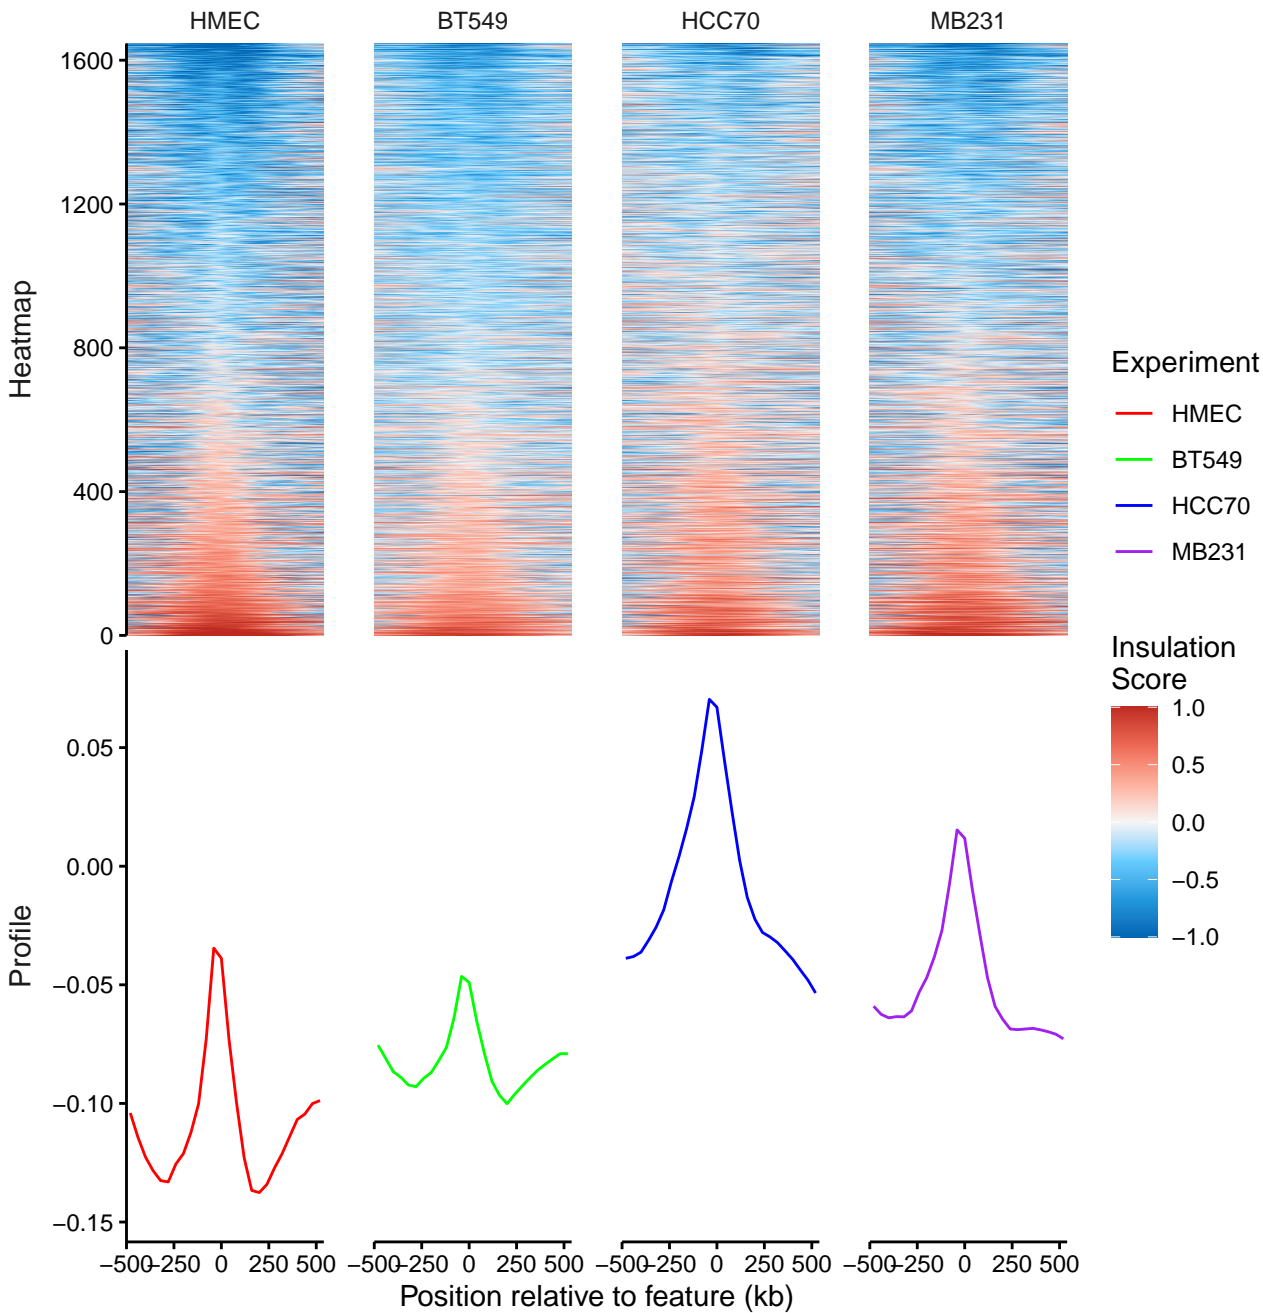 HMEC BT549 HCC70 MB231
Heatmap
1600
1200
800
400
0
Profile
0.05
0.00
−0.05
−0.10
−0.15
−500 −250 0 250 500 −500 −250 0 250 500 −500 −250 0 250 500 −500 −250 0 250 500
Position relative to feature (kb)
Experiment
HMEC
BT549
HCC70
MB231
Insulation
Score
1.0
0.5
0.0
−0.5
−1.0